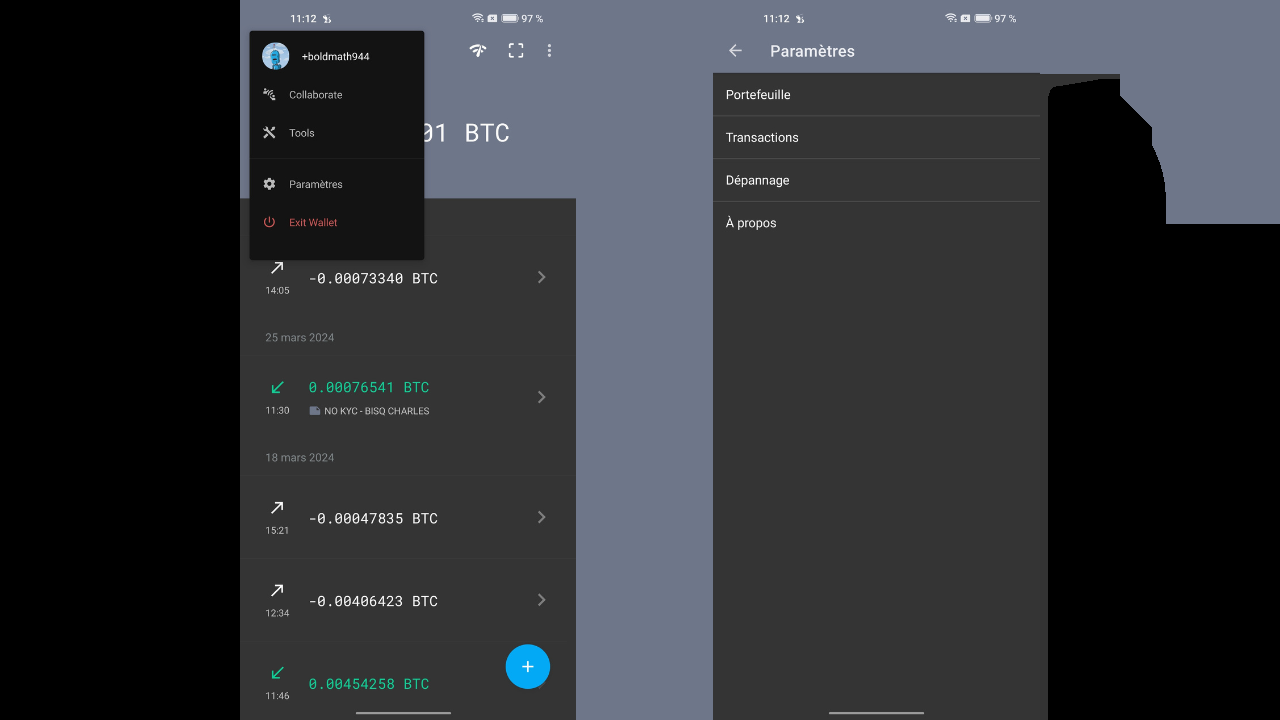 11:12
97 %
+boldmath944
Collaborate
Tools
01 BTC
Paramètres
Exit Wallet
-0.00073340 BTC
14:05
25 mars 2024
0.00076541 BTC
11:30
NO KYC - BISQ CHARLES
18 mars 2024
-0.00047835 BTC
15:21
-0.00406423 BTC
12:34
0.00454258 BTC
11:46
11:12
97 %
Paramètres
Portefeuille
Transactions
Dépannage
À propos